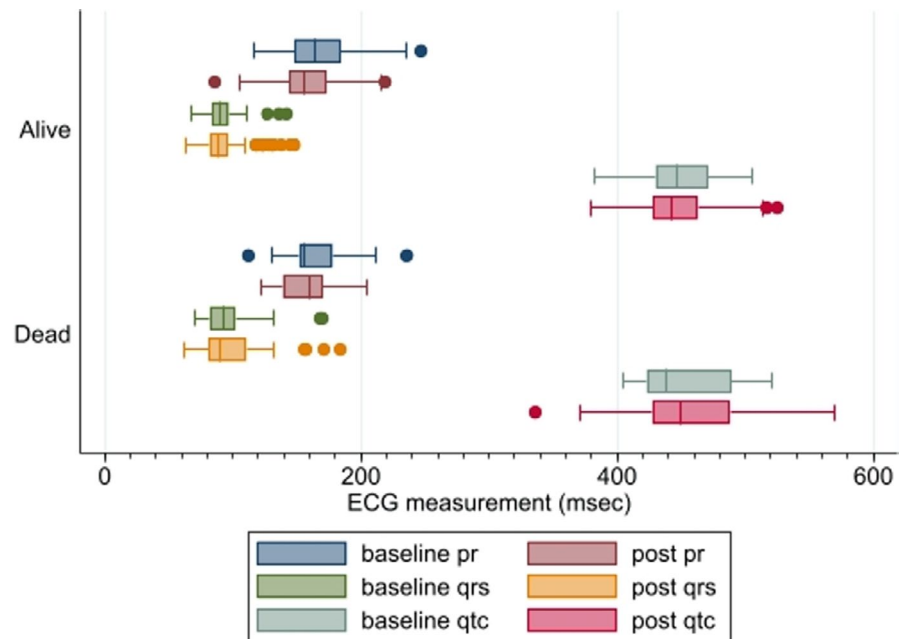 Alive
Dead
0 200 400 600
ECG measurement (msec)
baseline pr post pr
baseline qrs post qrs
baseline qtc post qtc